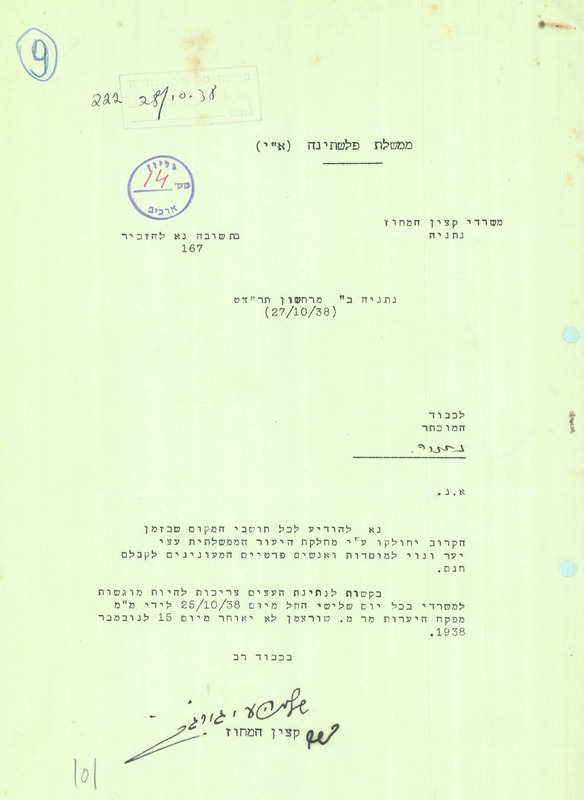 9
222 28/10.38
ממשלת פלשתינה (א"י)
גליון
מס' 14
ארכיב
משרדי קצין המחוז
נתניה
בתשובה נא להזכיר
167
נתניה ב" מרחשון תר"צט
(27/10/38)
לכבוד
המוכתר
נתניה.
א.נ.
נא להודיע לכל תושבי המקום שבזמן
הקרוב יחולקו ע"י מחלקת היעור הממשלתית עצי
יער ונוי למוסדות ואנשים פרטיים המעונינים לקבלם
חנם.
בקשות לנתינת העצים צריכות להיות מוגשות
למשרדי בכל יום שלישי החל מיום 25/10/38 לידי מ"מ
מפקח היערות מר מ. שורצמן לא יאוחר מיום 15 לנובמבר
1938.
בכבוד רב
קצין המחוז
101